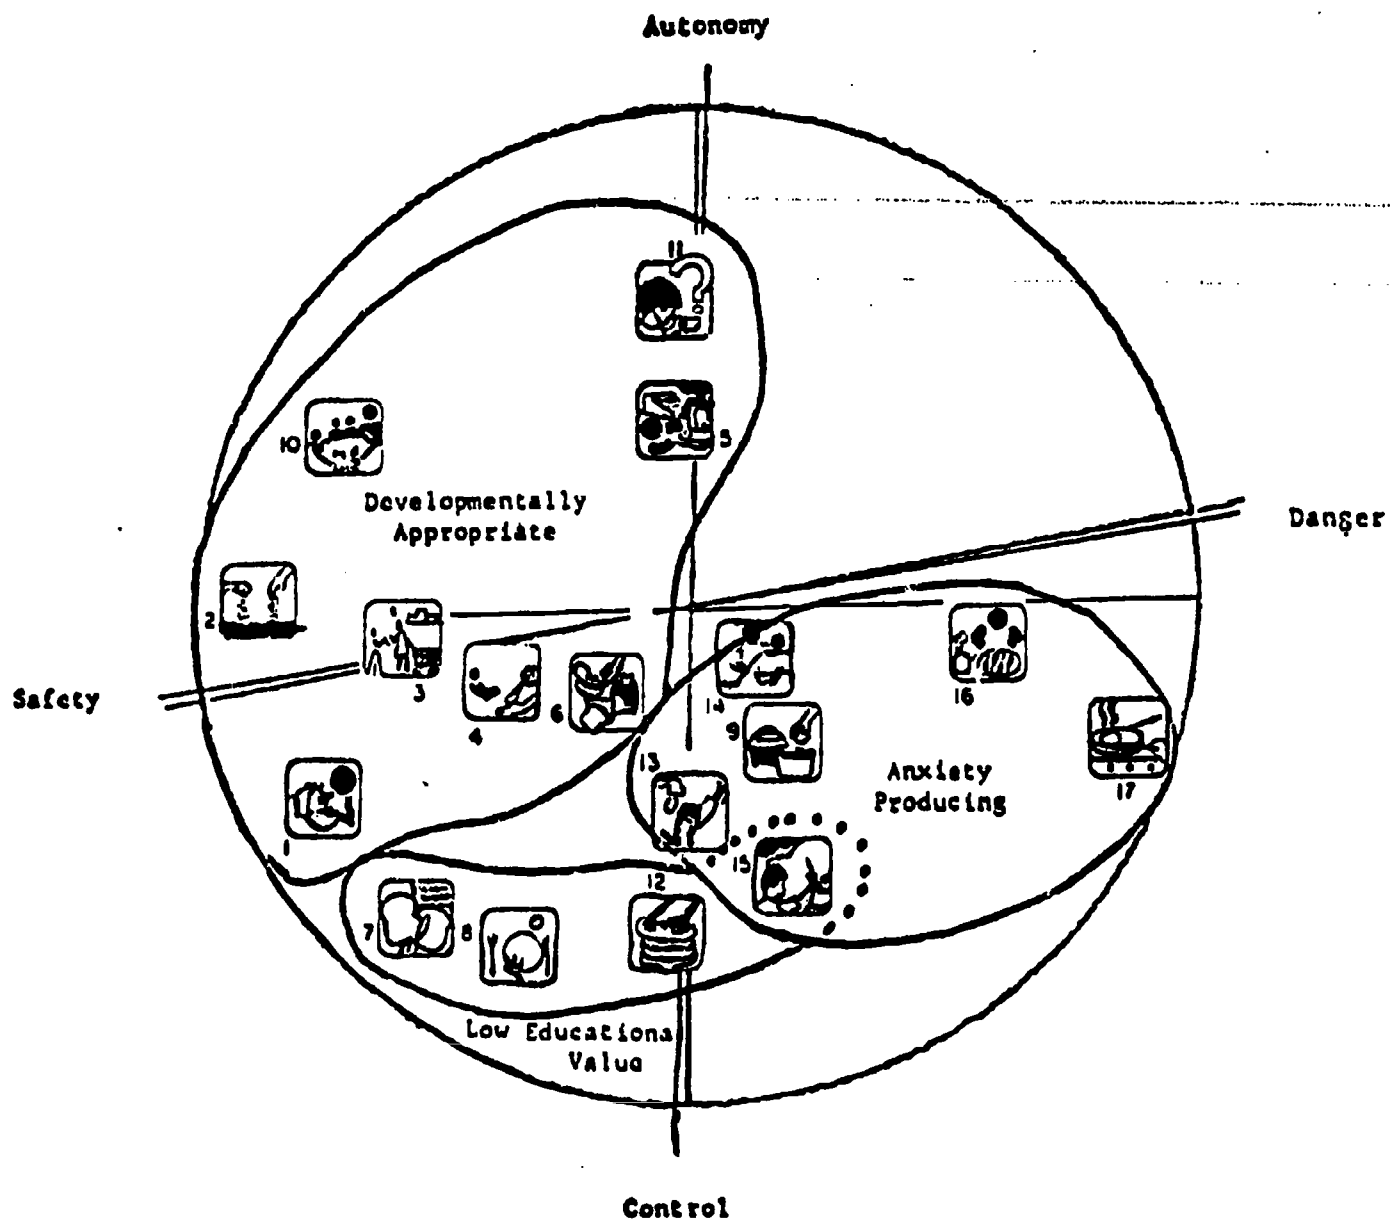 Autonomy
11
5
10
Developmentally
Appropriate
Danger
2
3
4
6
14
16
Safety
9
13
Anxiety
Producing
17
1
15
12
7
8
Low Educational
Value
Control